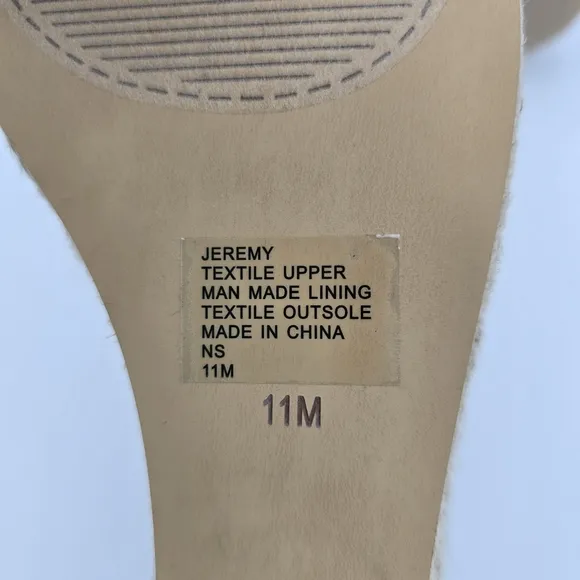 JEREMY
TEXTILE UPPER
MAN MADE LINING
TEXTILE OUTSOLE
MADE IN CHINA
NS
11M
11M